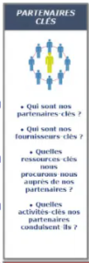 PARTENAIRES
CLÉS
• Qui sont nos
partenaires-clés ?
• Qui sont nos
fournisseurs-clés ?
• Quelles
ressources-clés
nous
procurons-nous
auprès de nos
partenaires ?
• Quelles
activités-clés nos
partenaires
conduisent-ils ?